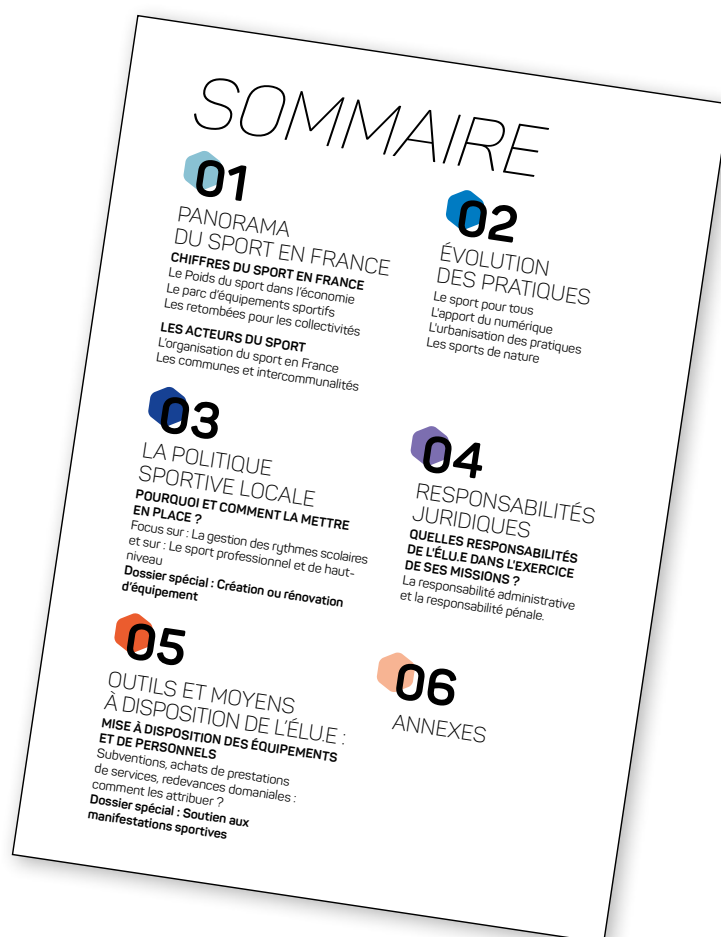 SOMMAIRE
01
PANORAMA
DU SPORT EN FRANCE
CHIFFRES DU SPORT EN FRANCE
Le Poids du sport dans l'économie
Le parc d'équipements sportifs
Les retombées pour les collectivités
LES ACTEURS DU SPORT
L'organisation du sport en France
Les communes et intercommunalités
02
ÉVOLUTION
DES PRATIQUES
Le sport pour tous
L'apport du numérique
L'urbanisation des pratiques
Les sports de nature
03
LA POLITIQUE
SPORTIVE LOCALE
POURQUOI ET COMMENT LA METTRE
EN PLACE ?
Focus sur : La gestion des rythmes scolaires
et sur : Le sport professionnel et de haut-
niveau
Dossier spécial : Création ou rénovation
d'équipement
04
RESPONSABILITÉS
JURIDIQUES
QUELLES RESPONSABILITÉS
DE L'ÉLU.E DANS L'EXERCICE
DE SES MISSIONS ?
La responsabilité administrative
et la responsabilité pénale.
05
OUTILS ET MOYENS
À DISPOSITION DE L'ÉLU.E :
MISE À DISPOSITION DES ÉQUIPEMENTS
ET DE PERSONNELS
Subventions, achats de prestations
de services, redevances domaniales :
comment les attribuer ?
Dossier spécial : Soutien aux
manifestations sportives
06
ANNEXES